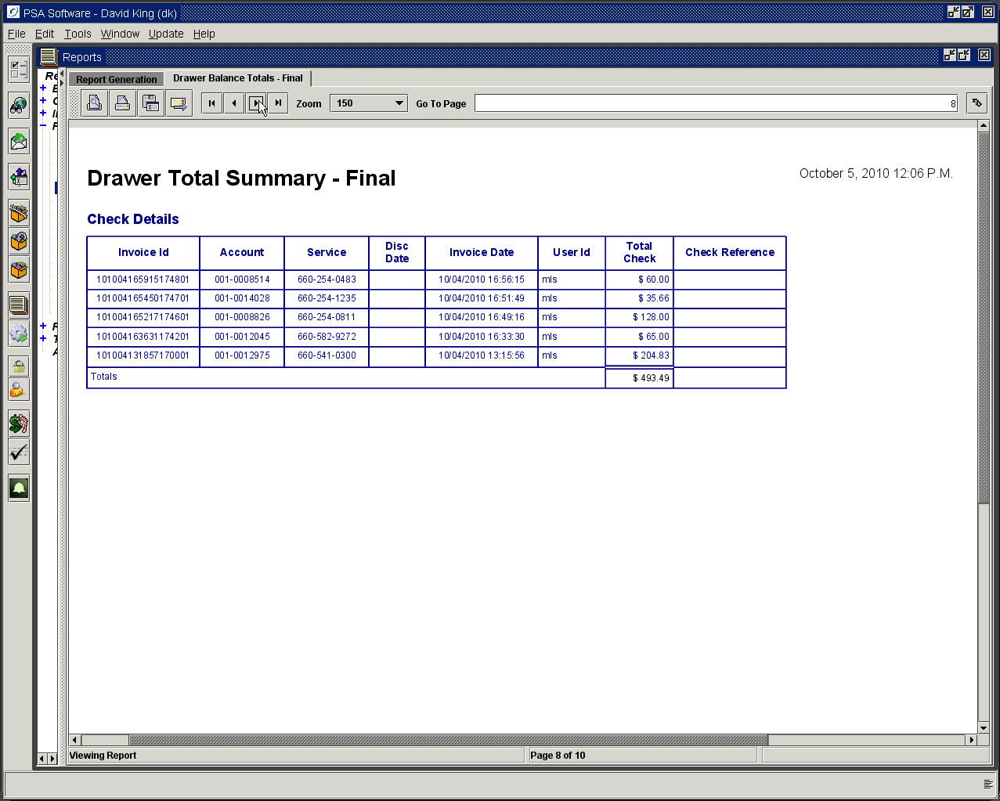 PSA Software - David King (dk)
File Edit Tools Window Update Help
Reports
Report Generation Drawer Balance Totals - Final
Zoom 150 Go To Page 8
Drawer Total Summary - Final
October 5, 2010 12:06 P.M.
Check Details
Invoice Id Account Service Disc Date Invoice Date User Id Total Check Check Reference
101004165915174801 001-0008514 660-254-0483 10/04/2010 16:56:15 mls $ 60.00
101004165450174701 001-0014028 660-254-1235 10/04/2010 16:51:49 mls $ 35.66
101004165217174601 001-0008826 660-254-0811 10/04/2010 16:49:16 mls $ 128.00
101004163631174201 001-0012045 660-582-9272 10/04/2010 16:33:30 mls $ 65.00
101004131857170001 001-0012975 660-541-0300 10/04/2010 13:15:56 mls $ 204.83
Totals $ 493.49
Viewing Report Page 8 of 10